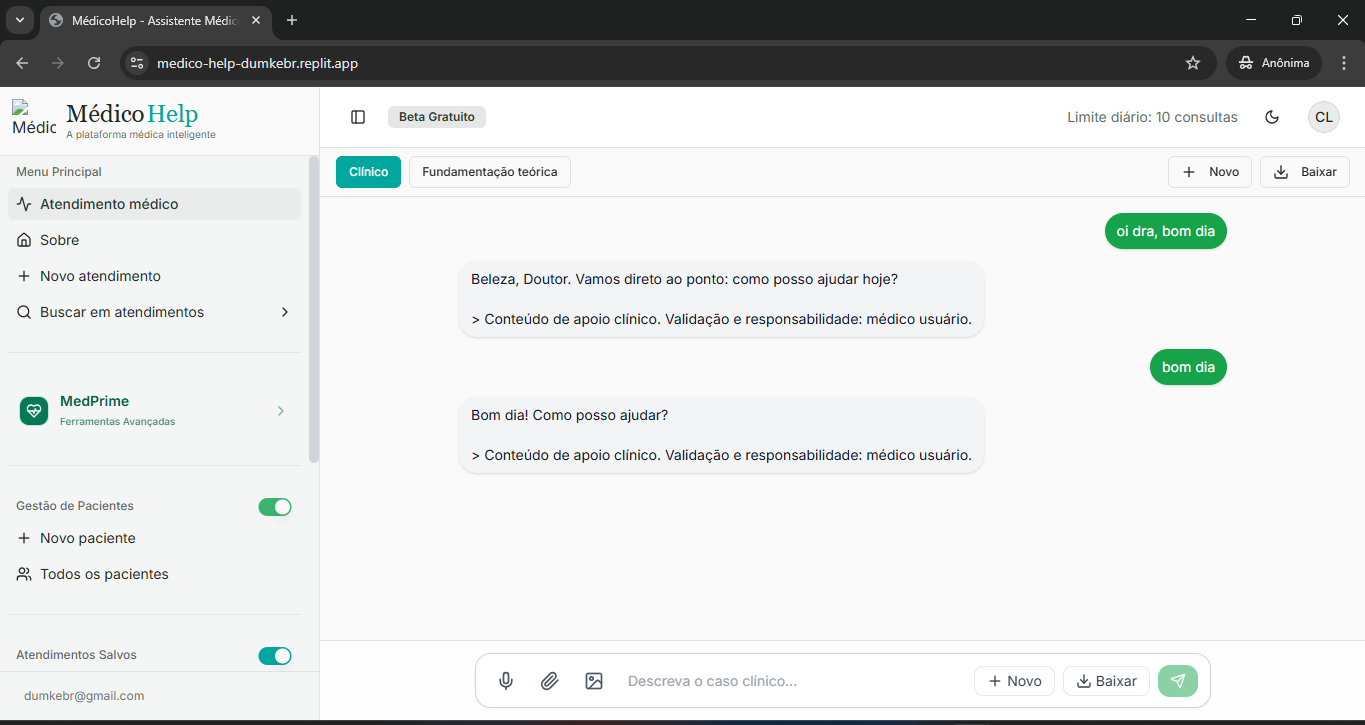 MédicoHelp - Assistente Médic
medico-help-dumkebr.replit.app
Anônima
Médic
MédicoHelp
A plataforma médica inteligente
Beta Gratuito
Limite diário: 10 consultas
CL
Menu Principal
Atendimento médico
Sobre
Novo atendimento
Buscar em atendimentos
MedPrime
Ferramentas Avançadas
Gestão de Pacientes
Novo paciente
Todos os pacientes
Atendimentos Salvos
dumkebr@gmail.com
Clínico
Fundamentação teórica
Novo
Baixar
oi dra, bom dia
Beleza, Doutor. Vamos direto ao ponto: como posso ajudar hoje?
> Conteúdo de apoio clínico. Validação e responsabilidade: médico usuário.
bom dia
Bom dia! Como posso ajudar?
> Conteúdo de apoio clínico. Validação e responsabilidade: médico usuário.
Descreva o caso clínico...
Novo
Baixar